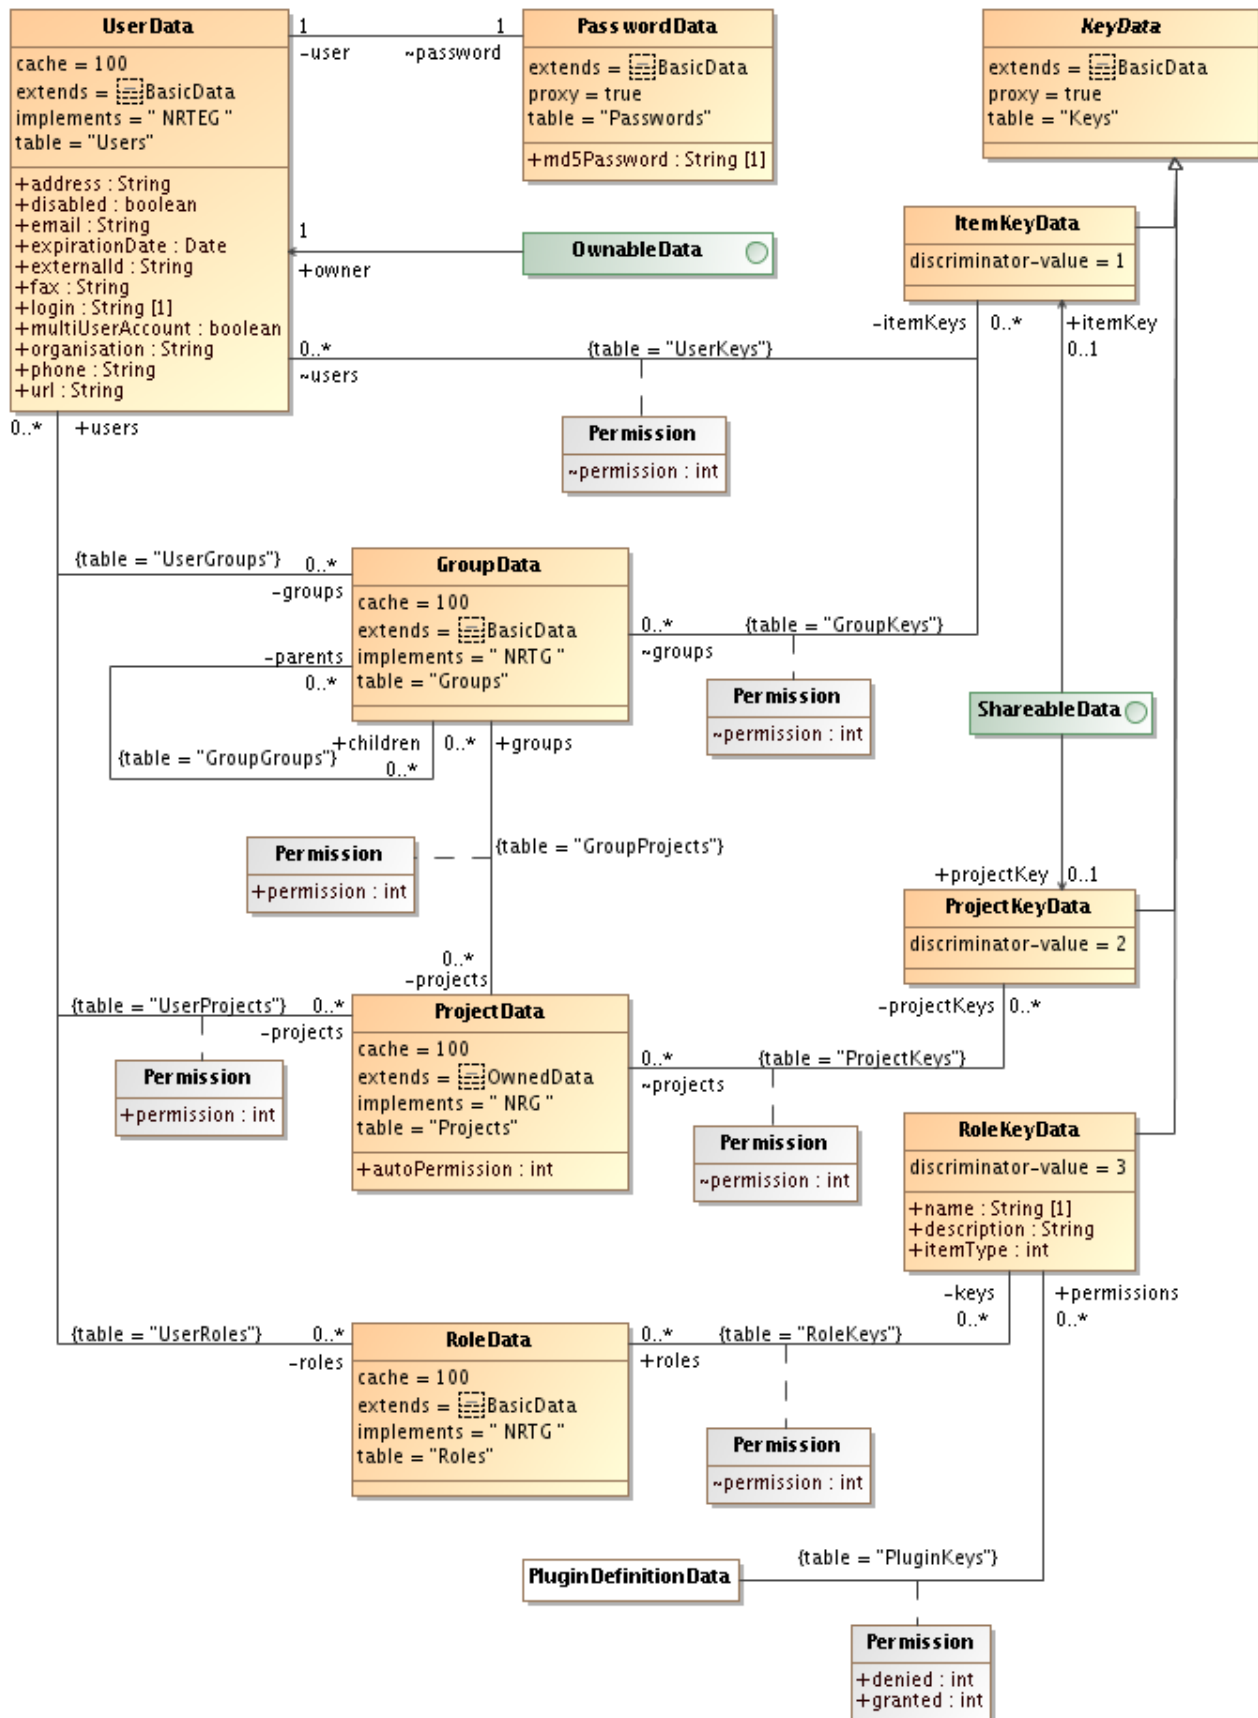 UserData
cache = 100
extends = BasicData
implements = " NRTEG "
table = "Users"
+address : String
+disabled : boolean
+email : String
+expirationDate : Date
+externalId : String
+fax : String
+login : String [1]
+multiUserAccount : boolean
+organisation : String
+phone : String
+url : String
1
-user
1
~password
PasswordData
extends = BasicData
proxy = true
table = "Passwords"
+md5Password : String [1]
KeyData
extends = BasicData
proxy = true
table = "Keys"
1
+owner
OwnableData
ItemKeyData
discriminator-value = 1
-itemKeys
0..*
+itemKey
0..1
0..*
~users
{table = "UserKeys"}
Permission
~permission : int
0..*
+users
{table = "UserGroups"}
0..*
-groups
GroupData
cache = 100
extends = BasicData
implements = " NRTG "
table = "Groups"
-parents
0..*
+children
0..*
{table = "GroupGroups"}
0..*
+groups
0..*
~groups
{table = "GroupKeys"}
Permission
~permission : int
ShareableData
{table = "GroupProjects"}
Permission
+permission : int
+projectKey
0..1
ProjectKeyData
discriminator-value = 2
-projectKeys
0..*
0..*
-projects
{table = "UserProjects"}
0..*
-projects
Permission
+permission : int
ProjectData
cache = 100
extends = OwnedData
implements = " NRG "
table = "Projects"
+autoPermission : int
0..*
~projects
{table = "ProjectKeys"}
Permission
~permission : int
RoleKeyData
discriminator-value = 3
+name : String [1]
+description : String
+itemType : int
-keys
0..*
+permissions
0..*
{table = "UserRoles"}
0..*
-roles
RoleData
cache = 100
extends = BasicData
implements = " NRTG "
table = "Roles"
0..*
+roles
{table = "RoleKeys"}
Permission
~permission : int
PluginDefinitionData
{table = "PluginKeys"}
Permission
+denied : int
+granted : int